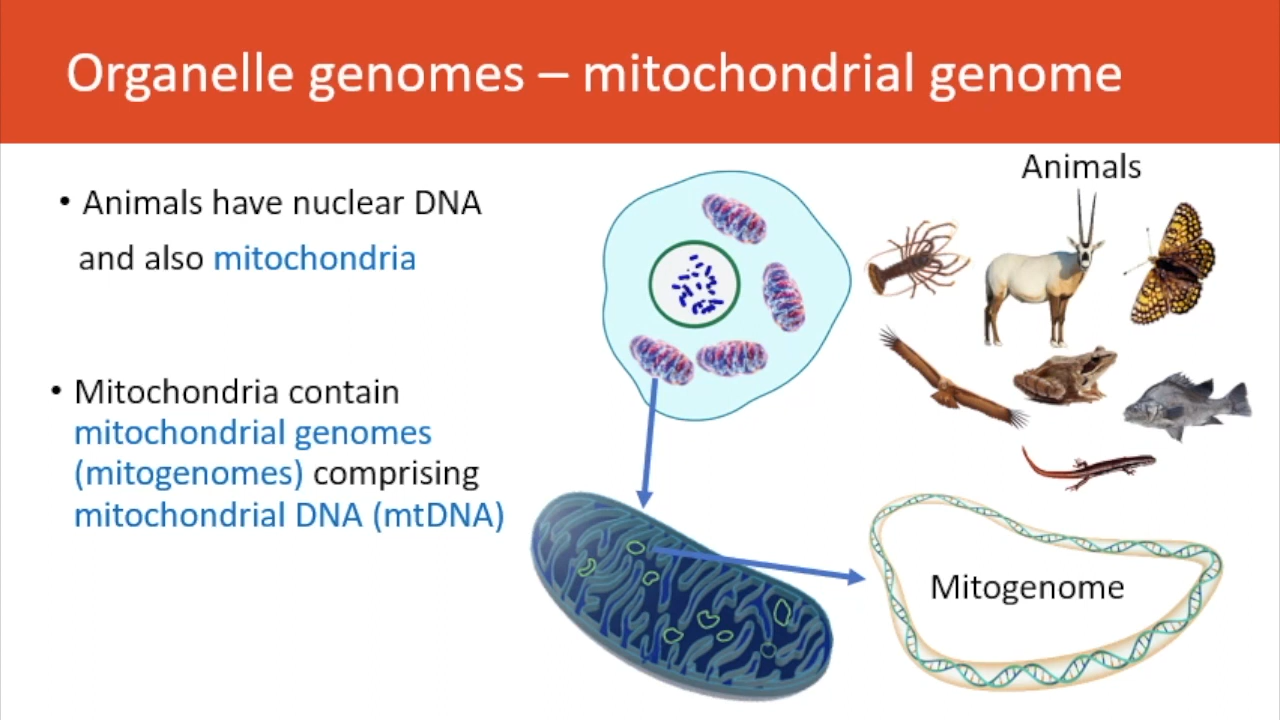 Organelle genomes – mitochondrial genome
• Animals have nuclear DNA
and also mitochondria
• Mitochondria contain
mitochondrial genomes
(mitogenomes) comprising
mitochondrial DNA (mtDNA)
Animals
Mitogenome